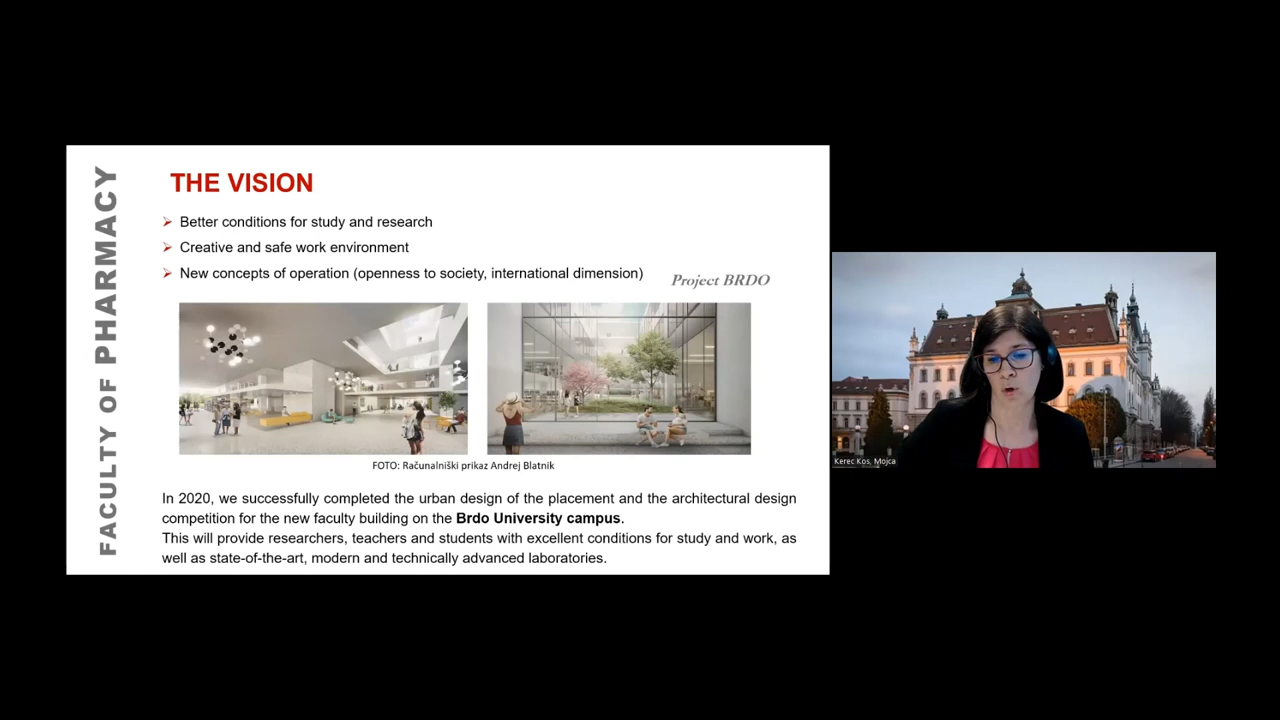 FACULTY OF PHARMACY
THE VISION
Better conditions for study and research
Creative and safe work environment
New concepts of operation (openness to society, international dimension)
Project BRDO
FOTO: Računalniški prikaz Andrej Blatnik
In 2020, we successfully completed the urban design of the placement and the architectural design
competition for the new faculty building on the Brdo University campus.
This will provide researchers, teachers and students with excellent conditions for study and work, as
well as state-of-the-art, modern and technically advanced laboratories.
Kerec Kos, Mojca